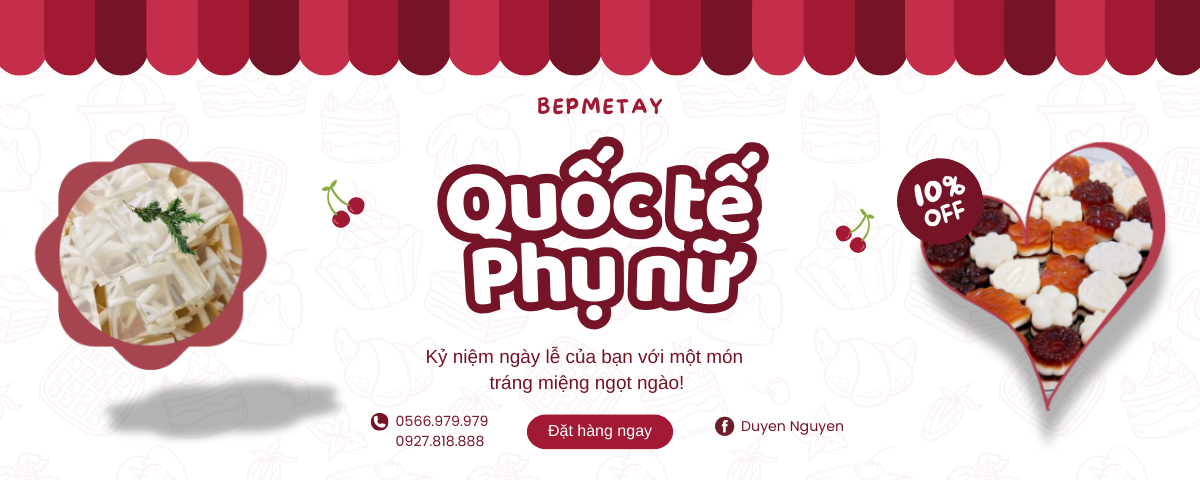 BEPMETAY
Quốc tế
Phụ nữ
10%
OFF
Kỷ niệm ngày lễ của bạn với một món
tráng miệng ngọt ngào!
0566.979.979
0927.818.888
Đặt hàng ngay
Duyen Nguyen